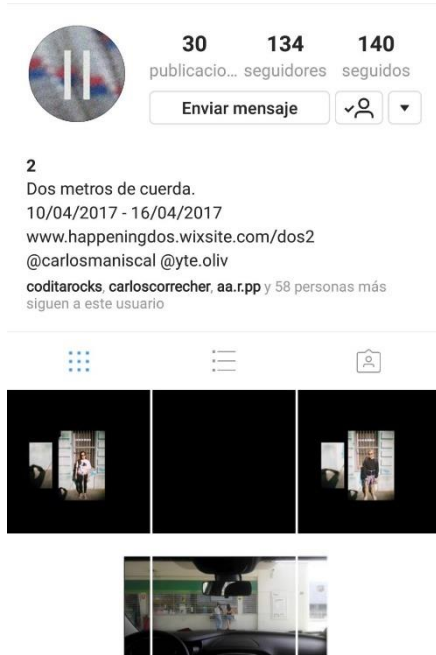 30 134 140
publicacio... seguidores seguidos
Enviar mensaje
2
Dos metros de cuerda.
10/04/2017 - 16/04/2017
www.happeningdos.wixsite.com/dos2
@carlosmaniscal @yte.oliv
coditarocks, carloscorrecher, aa.r.pp y 58 personas más
siguen a este usuario